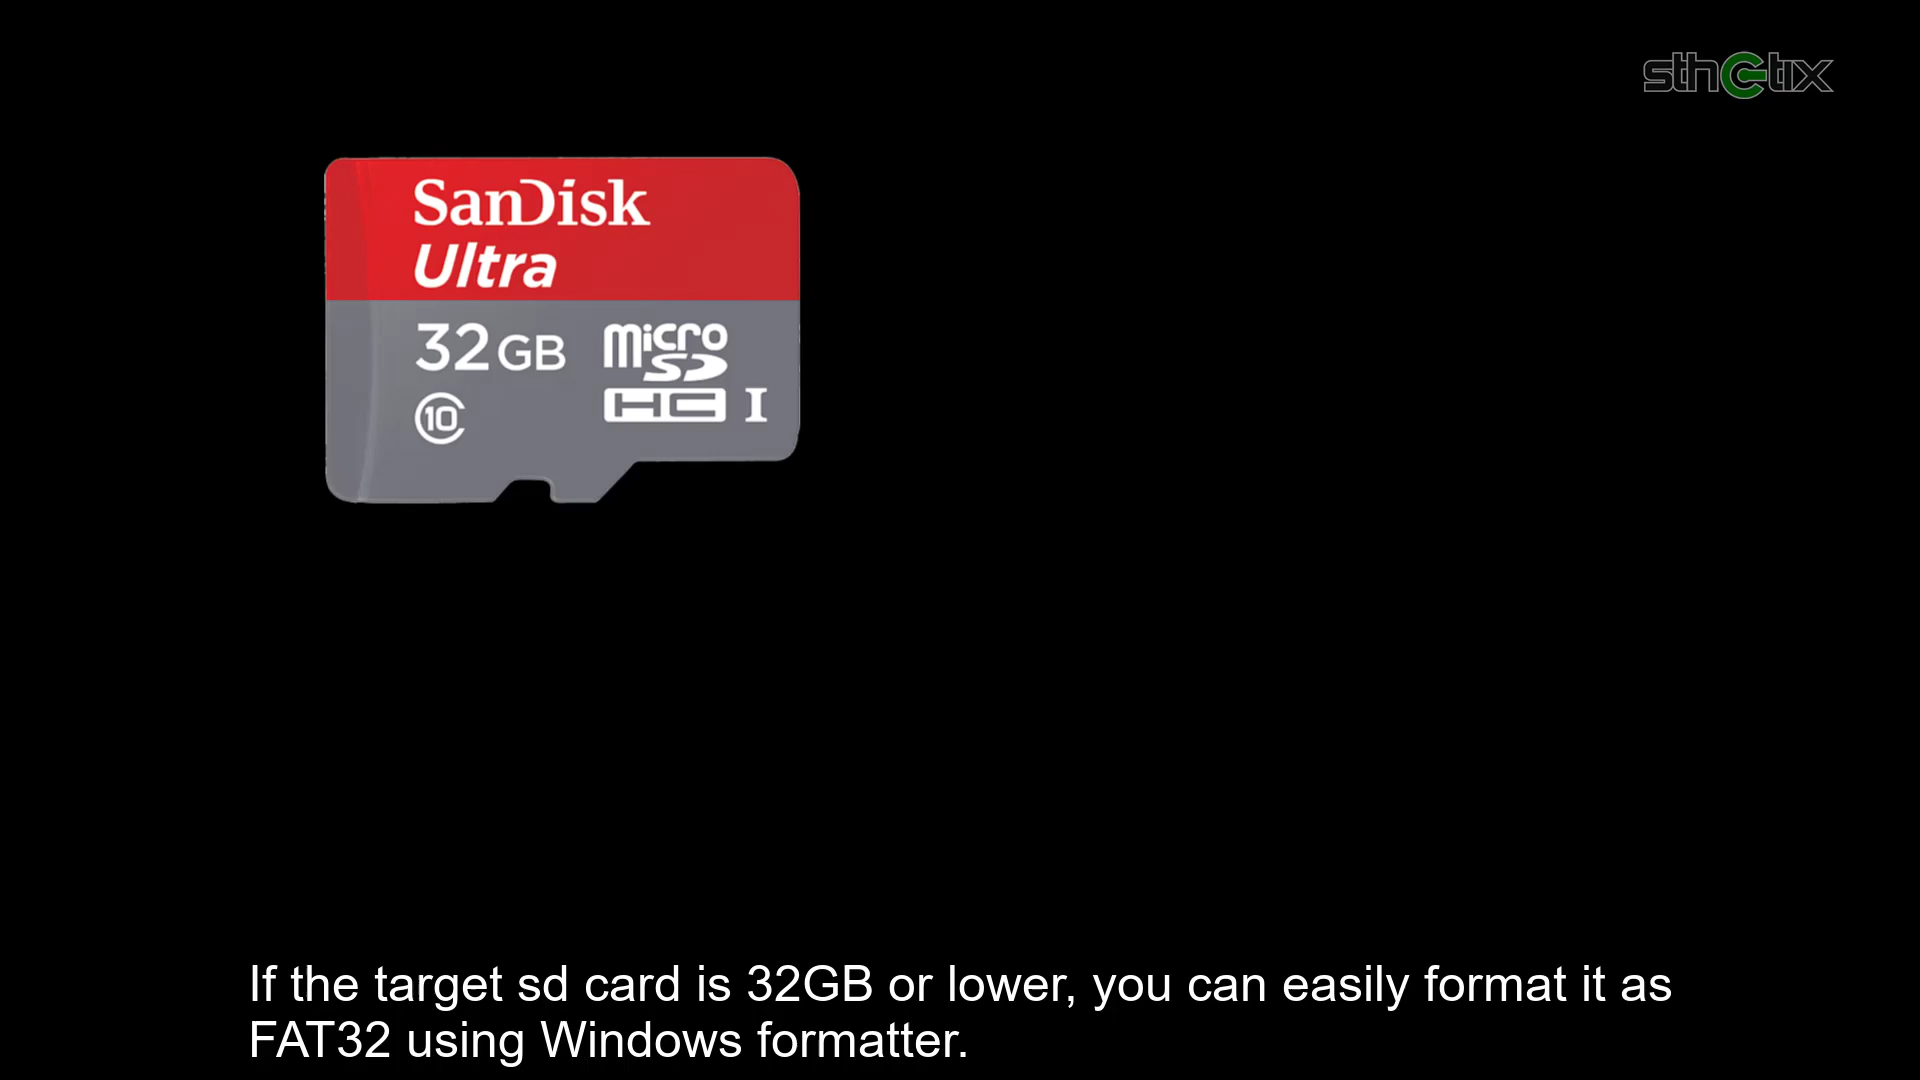 sthetix
SanDisk
Ultra
32GB
micro
SD
HC I
10
If the target sd card is 32GB or lower, you can easily format it as
FAT32 using Windows formatter.